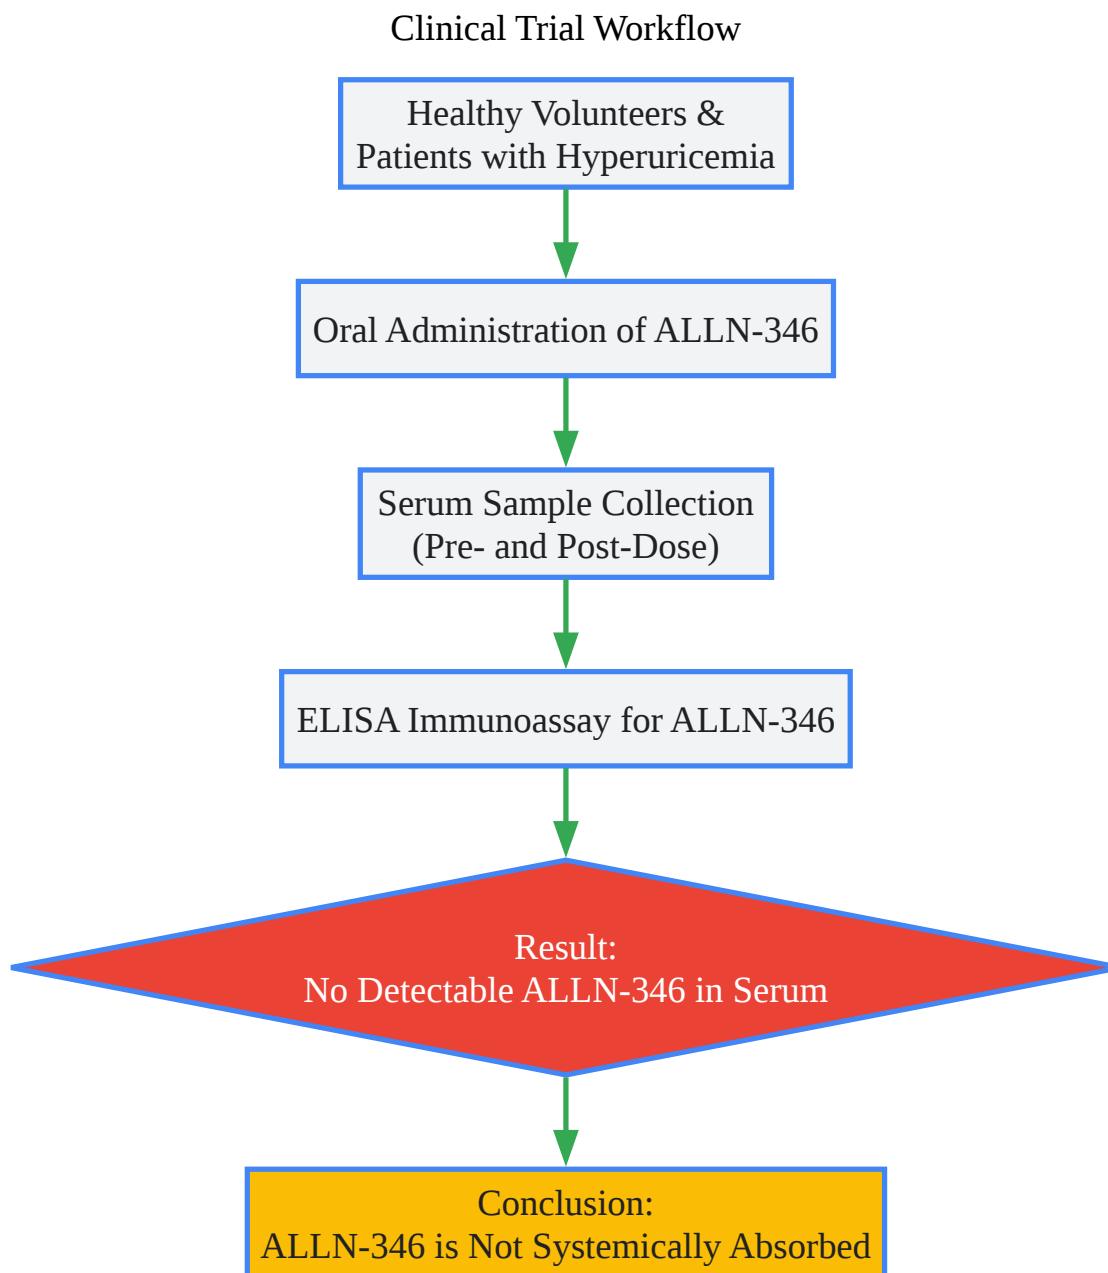 Clinical Trial Workflow
Healthy Volunteers &
Patients with Hyperuricemia
Oral Administration of ALLN-346
Serum Sample Collection
(Pre- and Post-Dose)
ELISA Immunoassay for ALLN-346
Result:
No Detectable ALLN-346 in Serum
Conclusion:
ALLN-346 is Not Systemically Absorbed